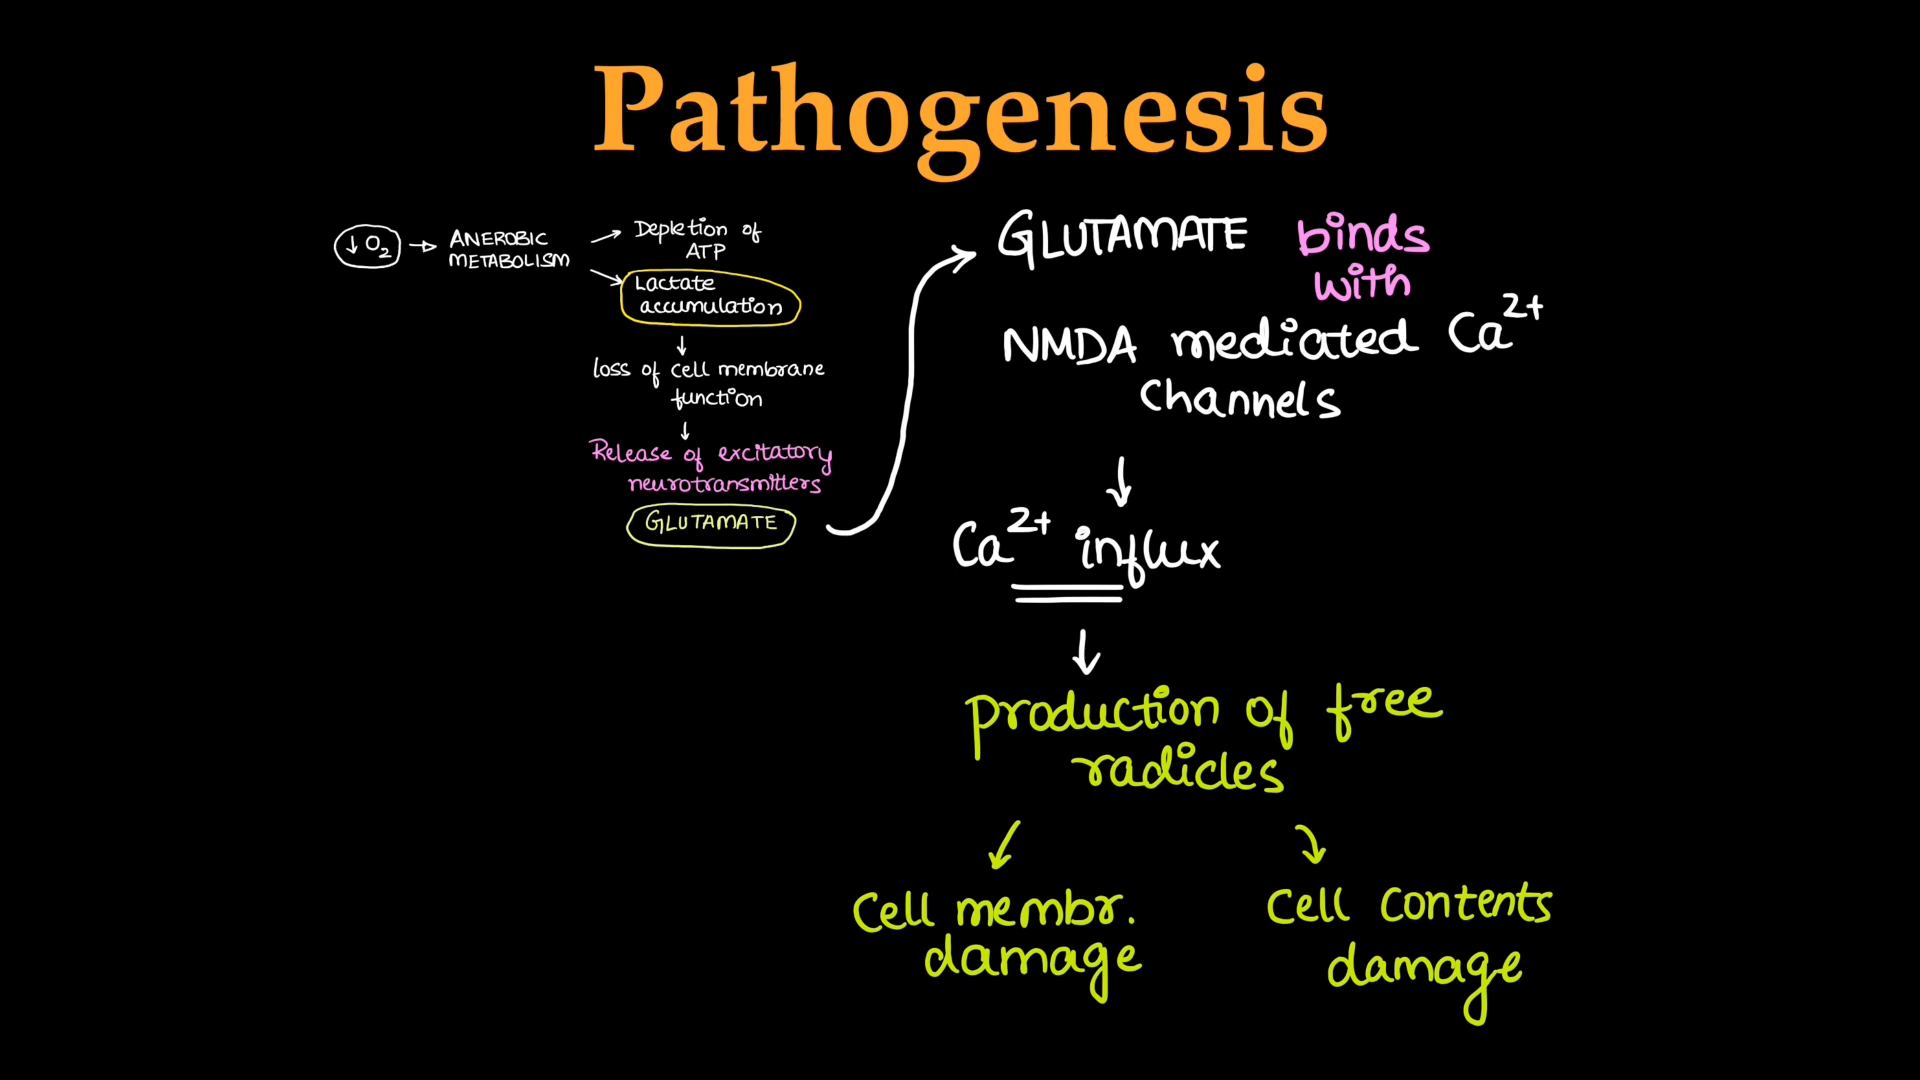 Pathogenesis
↓ O₂ → ANEROBIC
METABOLISM
Depletion of
ATP
Lactate
accumulation
↓
loss of cell membrane
function
↓
Release of excitatory
neurotransmitters
GLUTAMATE
GLUTAMATE binds
with
NMDA mediated Ca²⁺
channels
↓
Ca²⁺ influx
↓
production of free
radicles
Cell membr.
damage
Cell contents
damage